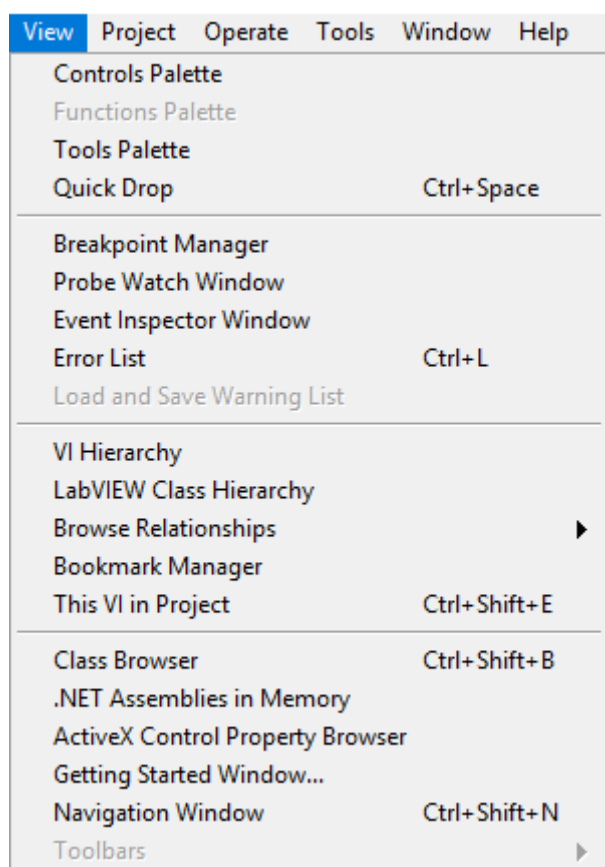 View Project Operate Tools Window Help
Controls Palette
Functions Palette
Tools Palette
Quick Drop Ctrl+Space
Breakpoint Manager
Probe Watch Window
Event Inspector Window
Error List Ctrl+L
Load and Save Warning List
VI Hierarchy
LabVIEW Class Hierarchy
Browse Relationships
Bookmark Manager
This VI in Project Ctrl+Shift+E
Class Browser Ctrl+Shift+B
.NET Assemblies in Memory
ActiveX Control Property Browser
Getting Started Window...
Navigation Window Ctrl+Shift+N
Toolbars